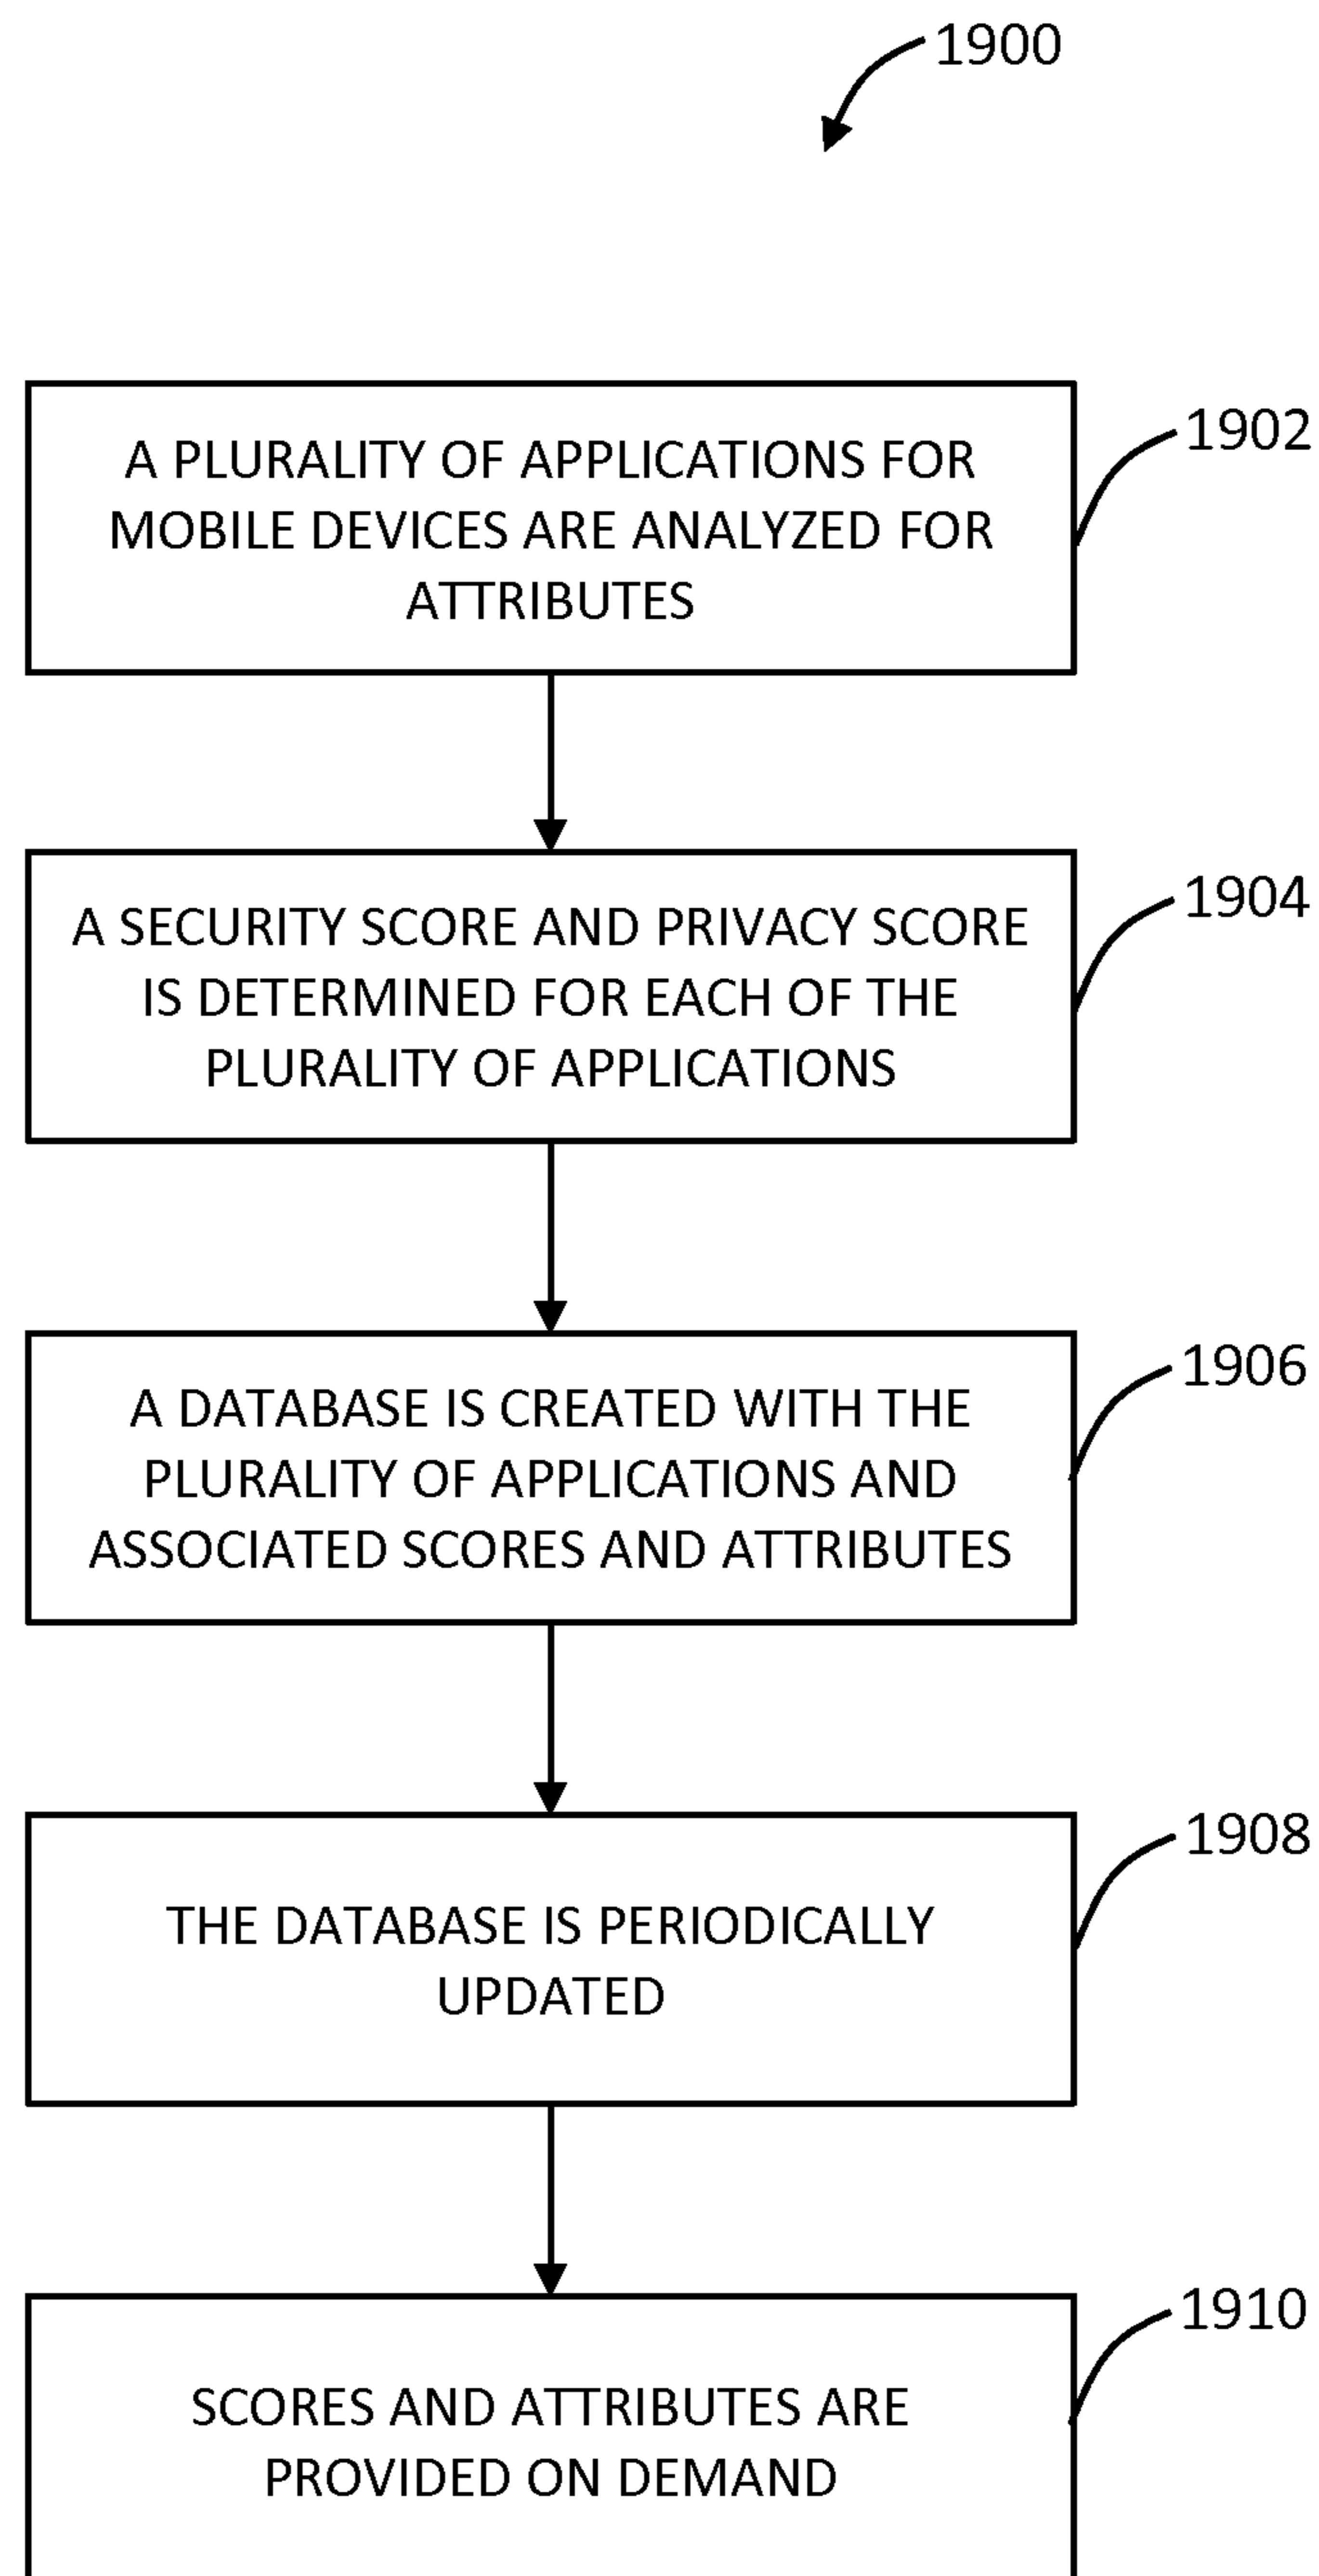 1900
A PLURALITY OF APPLICATIONS FOR
MOBILE DEVICES ARE ANALYZED FOR
ATTRIBUTES
1902
A SECURITY SCORE AND PRIVACY SCORE
IS DETERMINED FOR EACH OF THE
PLURALITY OF APPLICATIONS
1904
A DATABASE IS CREATED WITH THE
PLURALITY OF APPLICATIONS AND
ASSOCIATED SCORES AND ATTRIBUTES
1906
THE DATABASE IS PERIODICALLY
UPDATED
1908
SCORES AND ATTRIBUTES ARE
PROVIDED ON DEMAND
1910